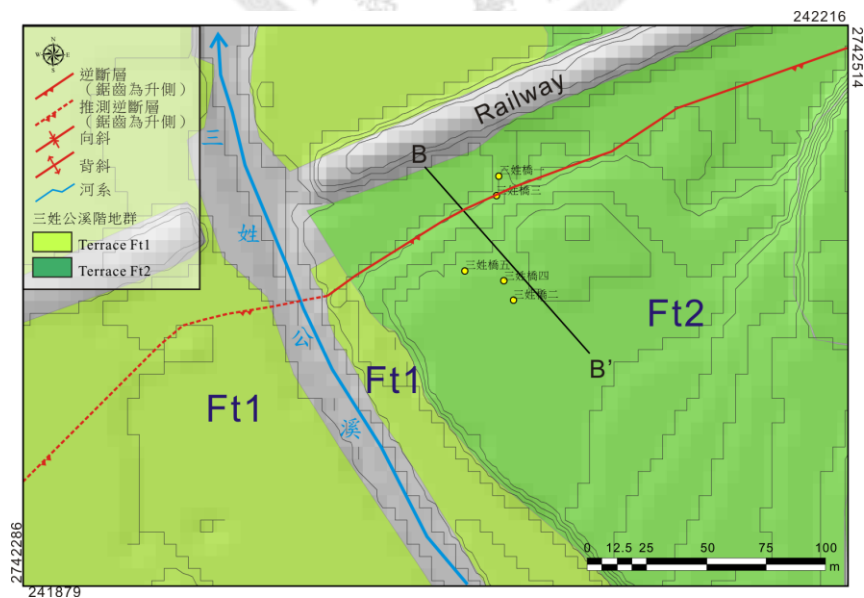 242216
2742514
N
W
E
S
逆斷層
（鋸齒為升側）
推測逆斷層
（鋸齒為升側）
向斜
背斜
河系
三姓公溪階地群
Terrace Ft1
Terrace Ft2
Railway
三
姓
公
溪
B
三姓橋一
三姓橋三
三姓橋五
三姓橋四
三姓橋二
B'
Ft2
Ft1
Ft1
0 12.5 25 50 75 100
m
2742286
241879